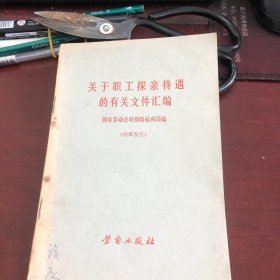 关于职工探亲待遇
的有关文件汇编
国家劳动总局保险福利局编
(内部发行)
劳动出版社